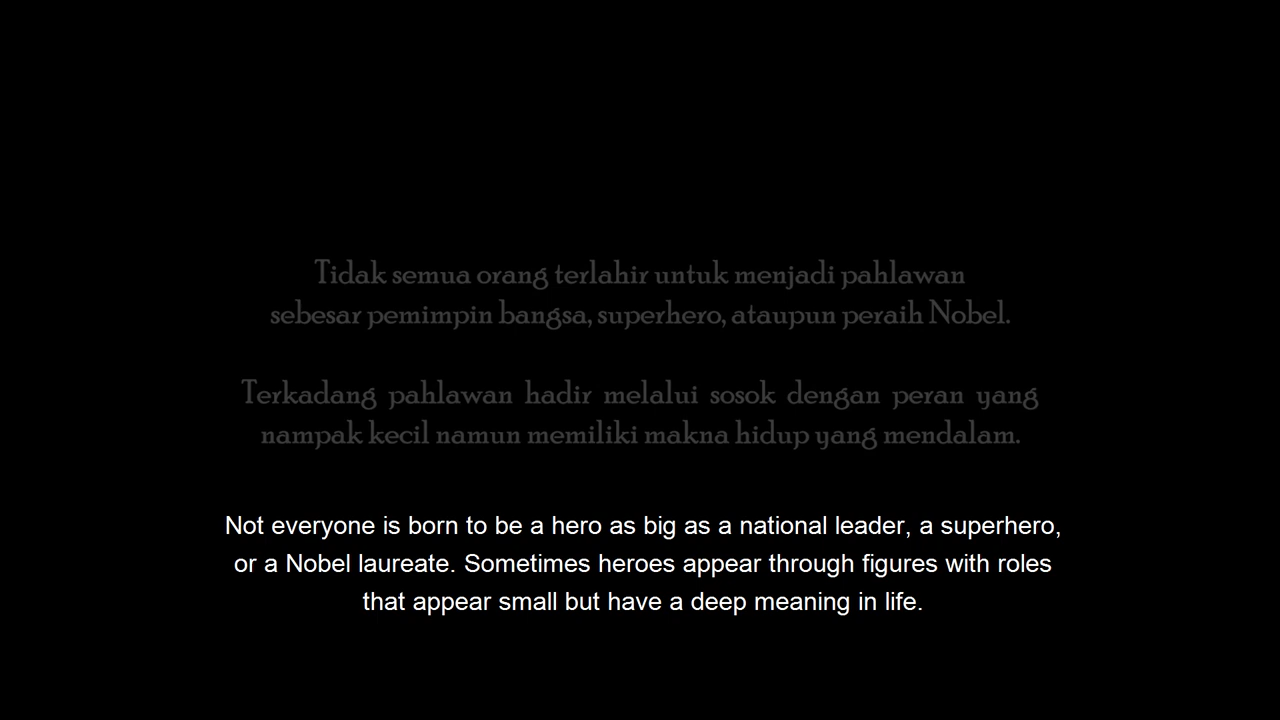 Tidak semua orang terlahir untuk menjadi pahlawan
sebesar pemimpin bangsa, superhero, ataupun peraih Nobel.
Terkadang pahlawan hadir melalui sosok dengan peran yang
nampak kecil namun memiliki makna hidup yang mendalam.
Not everyone is born to be a hero as big as a national leader, a superhero,
or a Nobel laureate. Sometimes heroes appear through figures with roles
that appear small but have a deep meaning in life.